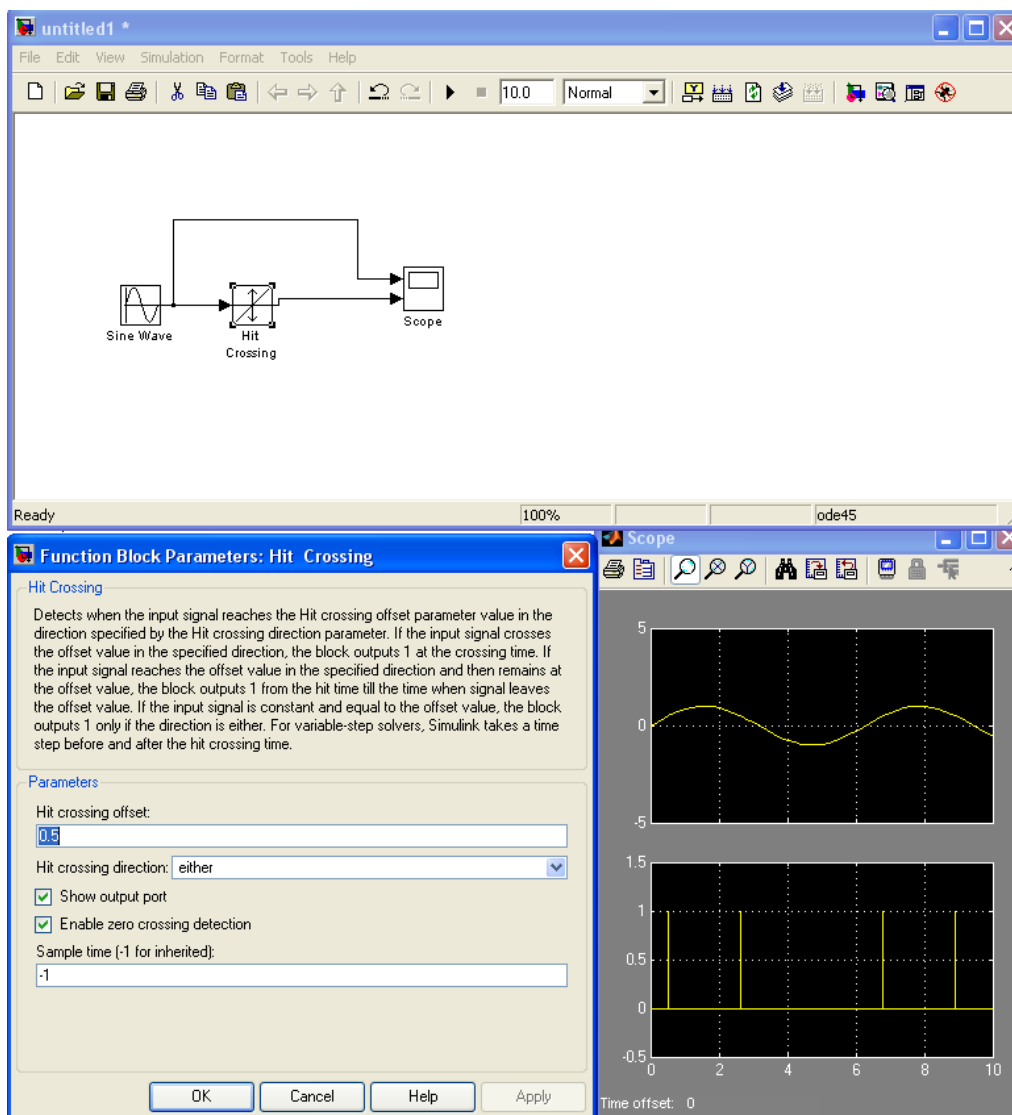 untitled1 *
File Edit View Simulation Format Tools Help
10.0 Normal
Sine Wave
Hit
Crossing
Scope
Ready 100% ode45
Function Block Parameters: Hit Crossing
Hit Crossing
Detects when the input signal reaches the Hit crossing offset parameter value in the
direction specified by the Hit crossing direction parameter. If the input signal crosses
the offset value in the specified direction, the block outputs 1 at the crossing time. If
the input signal reaches the offset value in the specified direction and then remains at
the offset value, the block outputs 1 from the hit time till the time when signal leaves
the offset value. If the input signal is constant and equal to the offset value, the block
outputs 1 only if the direction is either. For variable-step solvers, Simulink takes a time
step before and after the hit crossing time.
Parameters
Hit crossing offset:
0.5
Hit crossing direction: either
Show output port
Enable zero crossing detection
Sample time (-1 for inherited):
-1
OK Cancel Help Apply
Scope
5
0
-5
1.5
1
0.5
0
-0.5
0 2 4 6 8 10
Time offset: 0